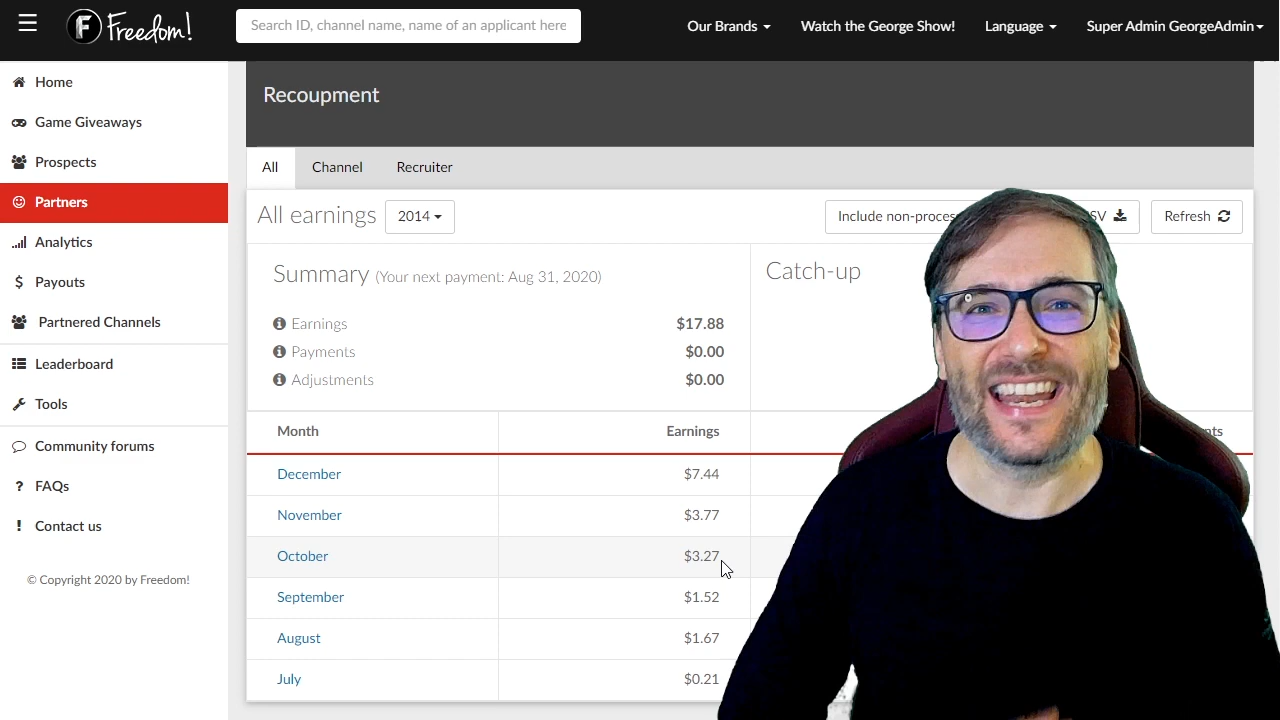 Freedom!
Search ID, channel name, name of an applicant here
Our Brands
Watch the George Show!
Language
Super Admin GeorgeAdmin
Home
Game Giveaways
Prospects
Partners
Analytics
Payouts
Partnered Channels
Leaderboard
Tools
Community forums
FAQs
Contact us
© Copyright 2020 by Freedom!
Recoupment
All Channel Recruiter
All earnings 2014
Include non-proces
SV
Refresh
Summary (Your next payment: Aug 31, 2020)
Earnings $17.88
Payments $0.00
Adjustments $0.00
Catch-up
Month Earnings nts
December $7.44
November $3.77
October $3.27
September $1.52
August $1.67
July $0.21